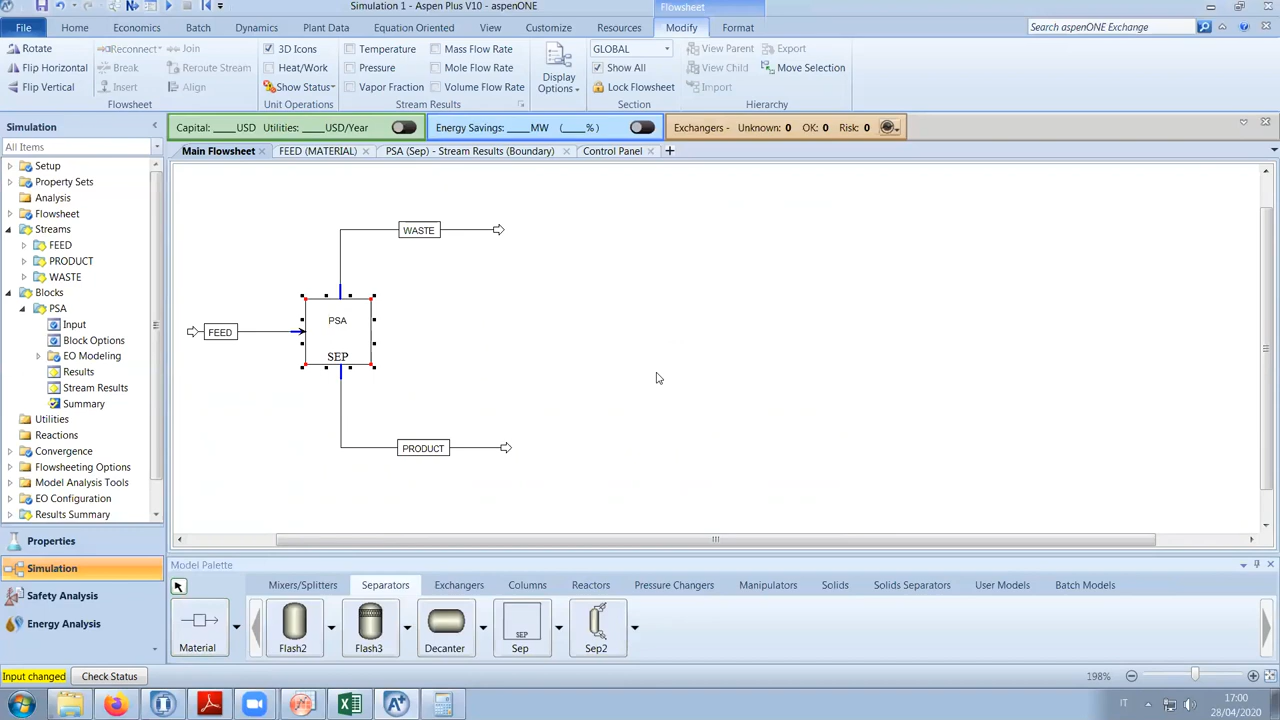 Simulation 1 - Aspen Plus V10 - aspenONE
Flowsheet
File Home Economics Batch Dynamics Plant Data Equation Oriented View Customize Resources Modify Format
Search aspenONE Exchange
Rotate
Flip Horizontal
Flip Vertical
Reconnect
Break
Insert
Join
Reroute Stream
Align
Flowsheet
3D Icons
Heat/Work
Show Status
Unit Operations
Temperature
Pressure
Vapor Fraction
Mass Flow Rate
Mole Flow Rate
Volume Flow Rate
Stream Results
Display
Options
GLOBAL
Show All
Lock Flowsheet
Section
View Parent
View Child
Import
Export
Move Selection
Hierarchy
Simulation
Capital: ____ USD Utilities: ____ USD/Year
Energy Savings: ____ MW (____ %)
Exchangers - Unknown: 0 OK: 0 Risk: 0
All Items
Main Flowsheet FEED (MATERIAL) PSA (Sep) - Stream Results (Boundary) Control Panel +
Setup
Property Sets
Analysis
Flowsheet
Streams
FEED
PRODUCT
WASTE
Blocks
PSA
Input
Block Options
EO Modeling
Results
Stream Results
Summary
Utilities
Reactions
Convergence
Flowsheeting Options
Model Analysis Tools
EO Configuration
Results Summary
WASTE
PSA
FEED
SEP
PRODUCT
Properties
Simulation
Safety Analysis
Energy Analysis
Model Palette
Mixers/Splitters Separators Exchangers Columns Reactors Pressure Changers Manipulators Solids Solids Separators User Models Batch Models
SEP
Material Flash2 Flash3 Decanter Sep Sep2
Input changed Check Status
198%
IT
17:00
28/04/2020